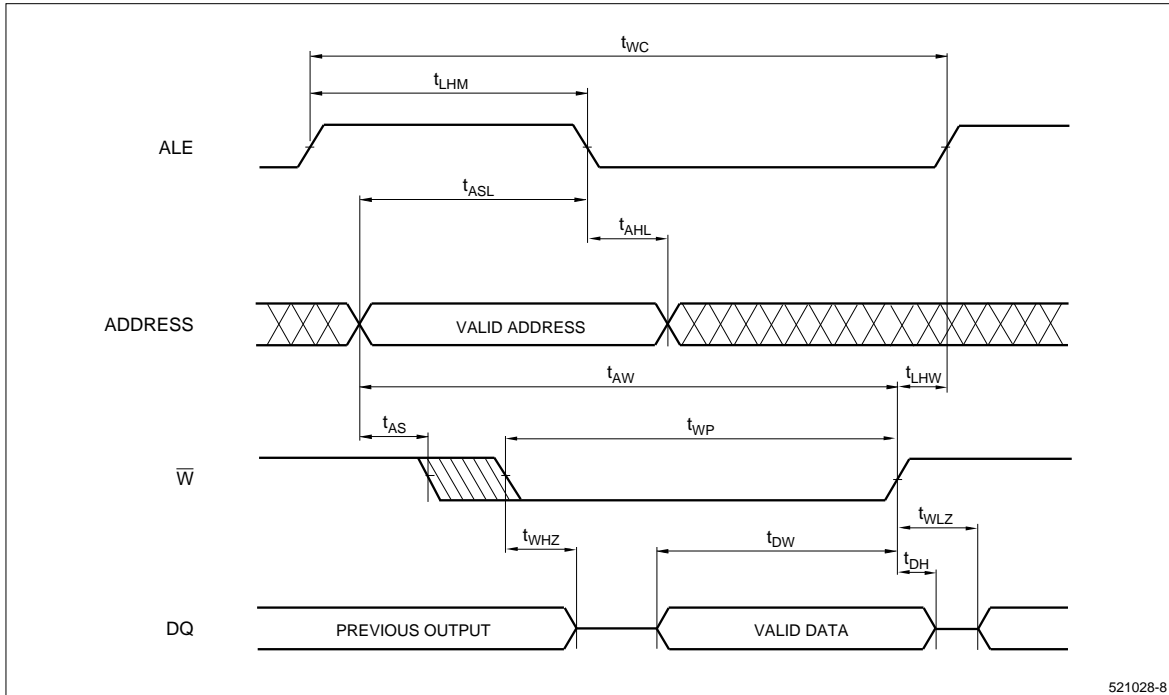 tWC
tLHM
ALE
tASL
tAHL
ADDRESS
VALID ADDRESS
tAW
tLHW
tAS
tWP
W̅
tWLZ
tWHZ
tDW
tDH
DQ
PREVIOUS OUTPUT
VALID DATA
521028-8